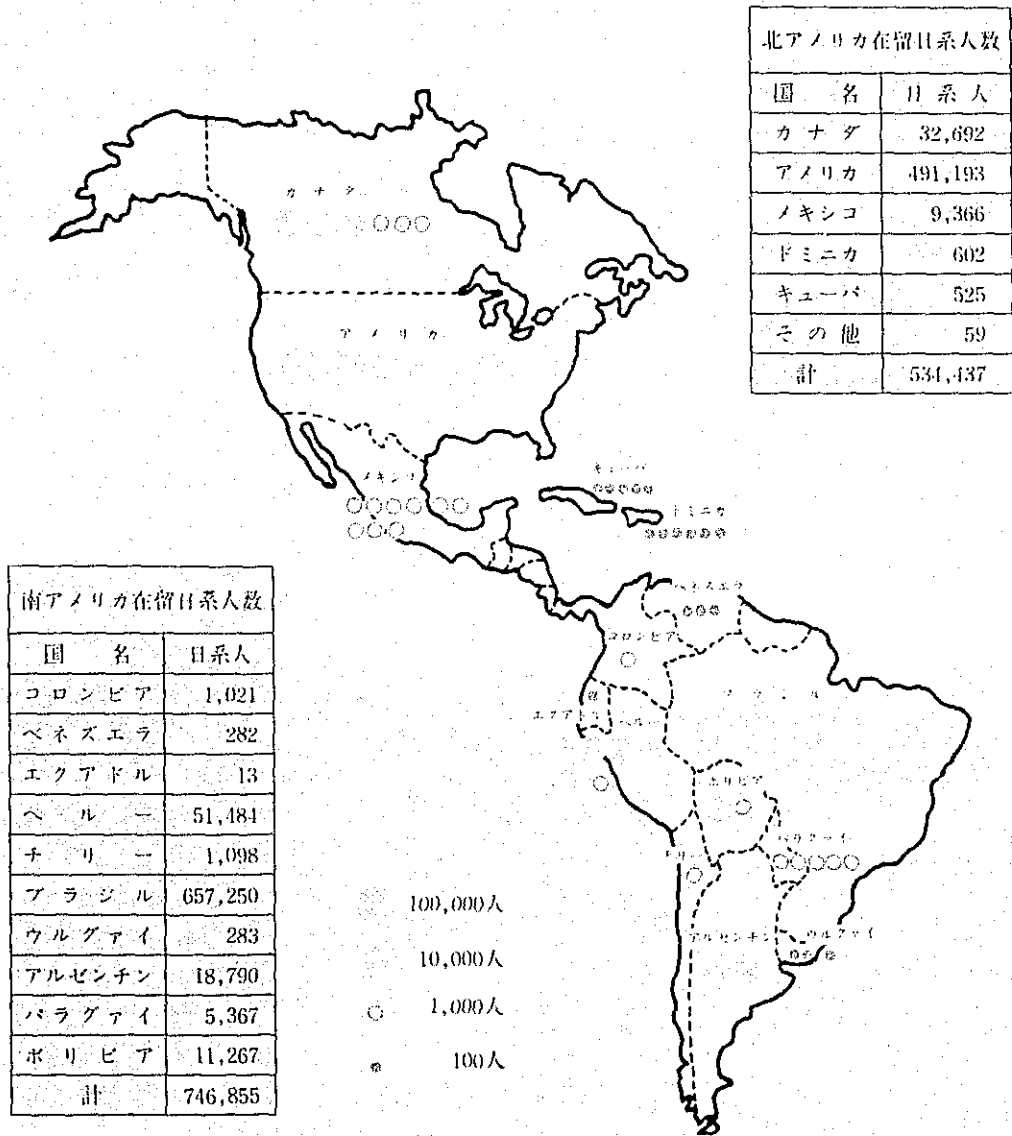 北アメリカ在留日系人数
国名 日系人
カナダ 32,692
アメリカ 491,193
メキシコ 9,366
ドミニカ 602
キューバ 525
その他 59
計 534,437
カナダ
アメリカ
メキシコ
キューバ
ドミニカ
ベネズエラ
コロンビア
ブラジル
エクアドル
ペルー
ボリビア
パラグァイ
チリー
アルゼンチン
ウルグァイ
南アメリカ在留日系人数
国名 日系人
コロンビア 1,021
ベネズエラ 282
エクアドル 13
ペルー 51,484
チリー 1,098
ブラジル 657,250
ウルグァイ 283
アルゼンチン 18,790
パラグァイ 5,367
ボリビア 11,267
計 746,855
100,000人
10,000人
1,000人
100人